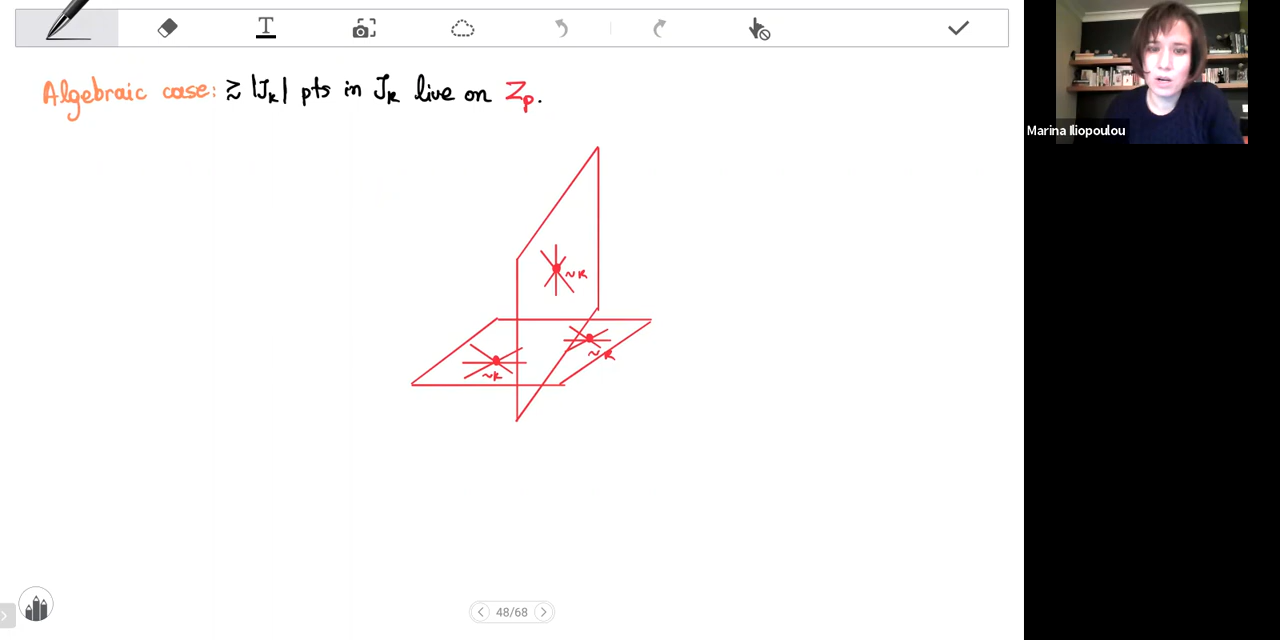 Algebraic case: ≳ |J_k| pts in J_k live on Z_p.
~k
~k
~k
48/68
Marina Iliopoulou
T